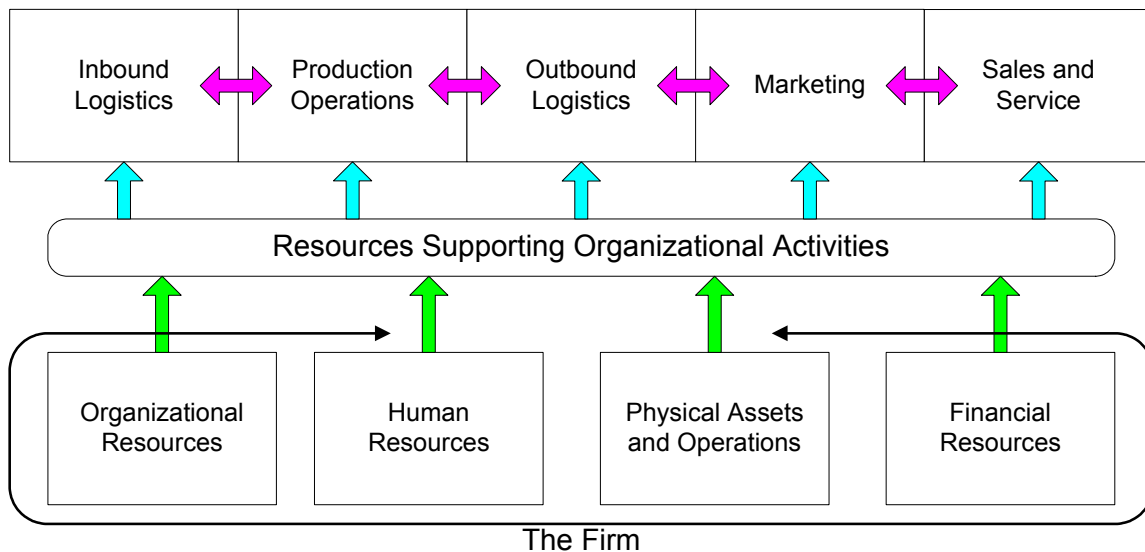 Inbound
Logistics
Production
Operations
Outbound
Logistics
Marketing
Sales and
Service
Resources Supporting Organizational Activities
Organizational
Resources
Human
Resources
Physical Assets
and Operations
Financial
Resources
The Firm